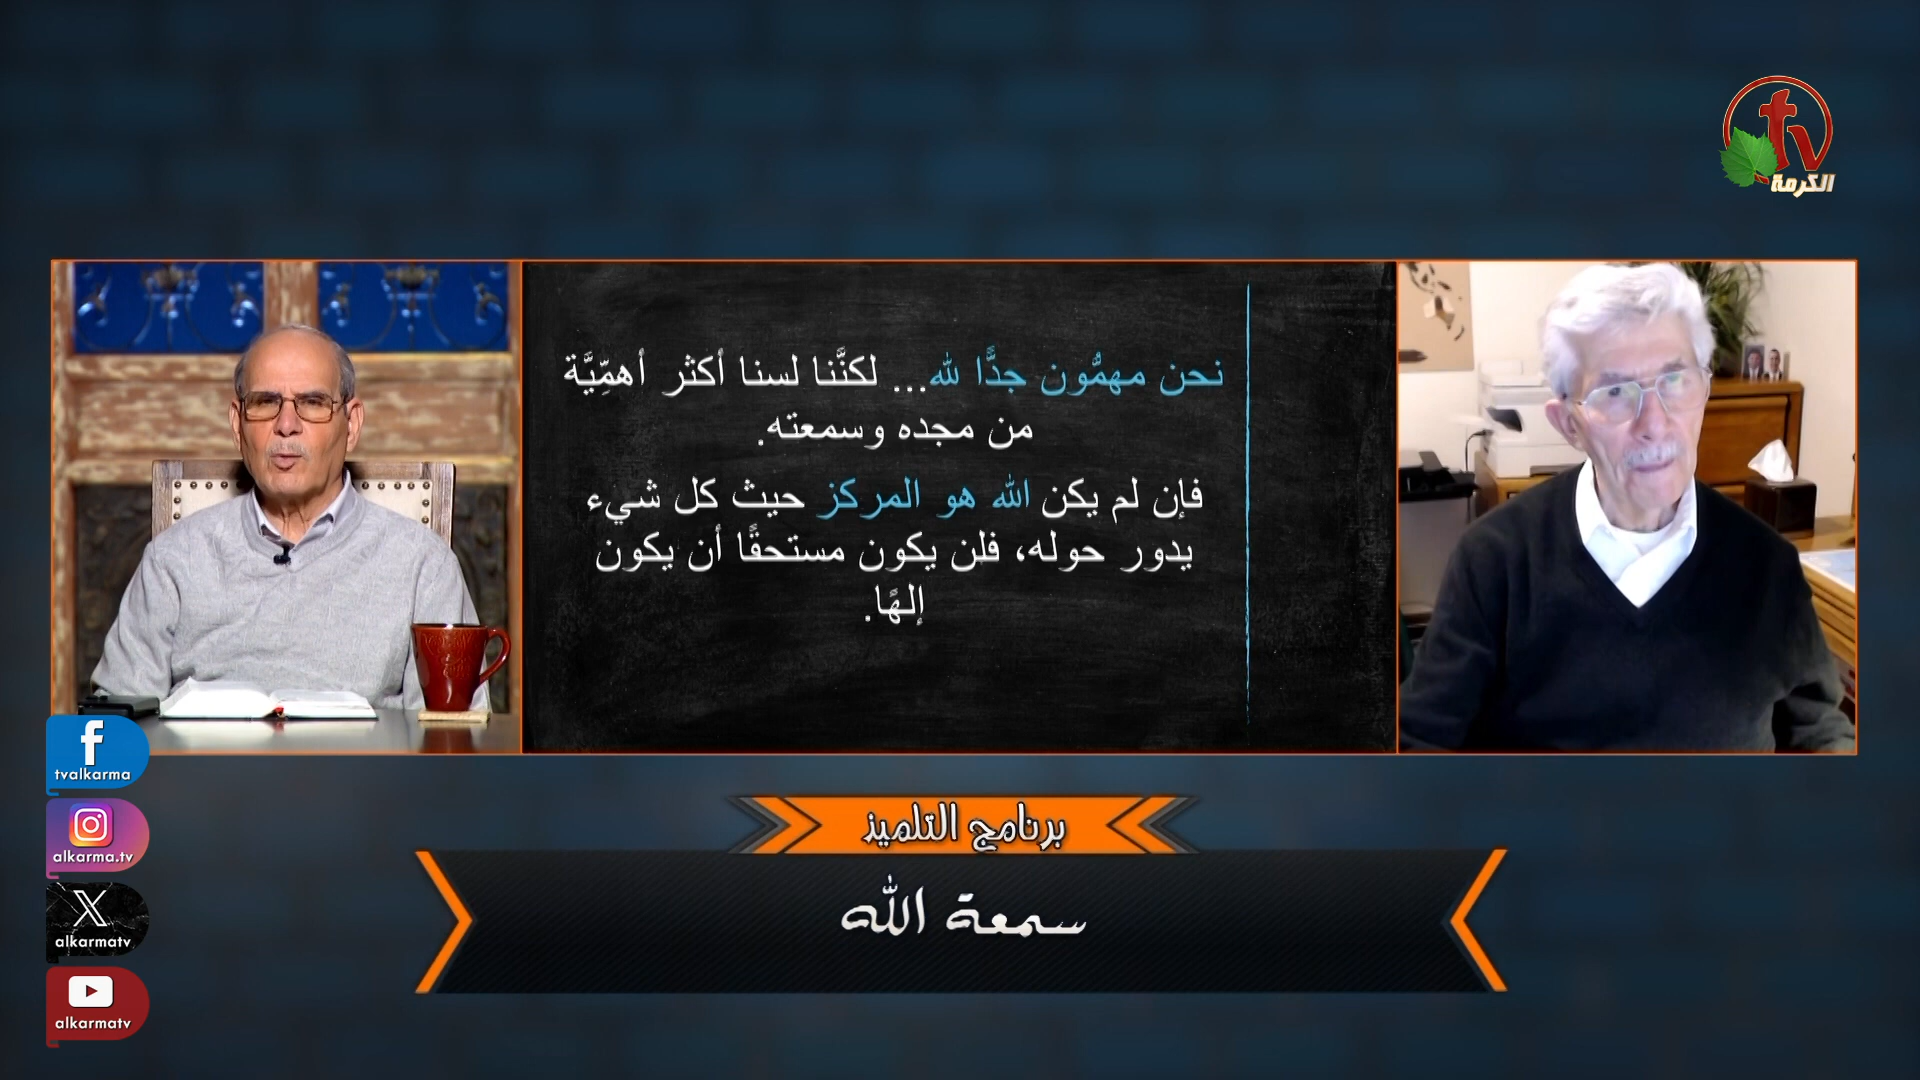 tv
الكرمة
نحن مهمُّون جدًّا لله... لكنَّنا لسنا أكثر أهمِّيَّة
من مجده وسمعته.
فإن لم يكن الله هو المركز حيث كل شيء
يدور حوله، فلن يكون مستحقًّا أن يكون
إلهًا.
tvalkarma
alkarma.tv
alkarmatv
alkarmatv
برنامج التلميذ
سمعة الله